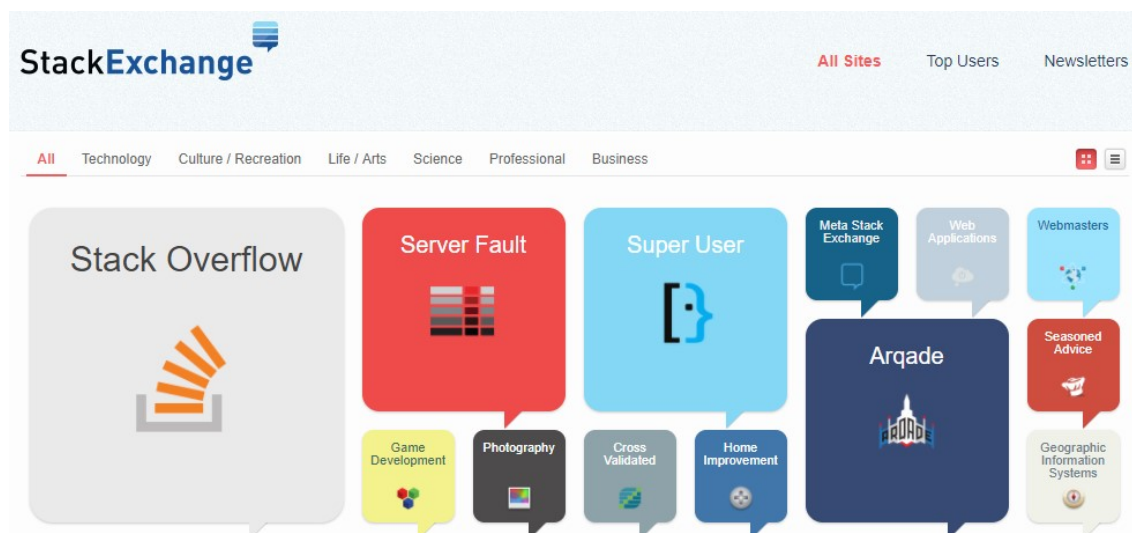 StackExchange
All Sites Top Users Newsletters
All Technology Culture / Recreation Life / Arts Science Professional Business
Stack Overflow
Server Fault
Super User
Meta Stack
Exchange
Web
Applications
Webmasters
Arqade
ARQADE
Seasoned
Advice
Game
Development
Photography
Cross
Validated
Home
Improvement
Geographic
Information
Systems